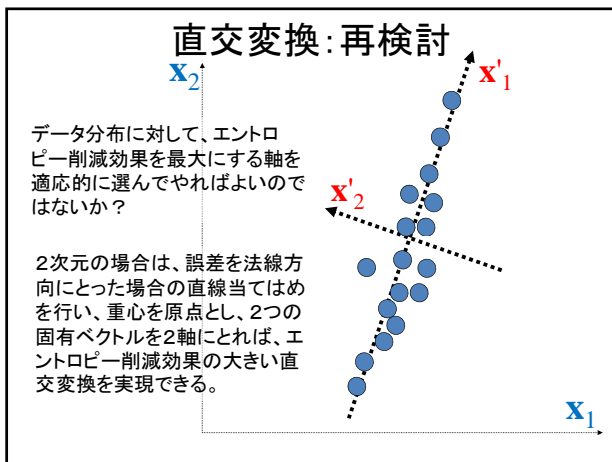 直交変換:再検討
x2
x'1
データ分布に対して、エントロ
ピー削減効果を最大にする軸を
適応的に選んでやればよいので
はないか?
x'2
2次元の場合は、誤差を法線方
向にとった場合の直線当てはめ
を行い、重心を原点とし、2つの
固有ベクトルを2軸にとれば、エ
ントロピー削減効果の大きい直
交変換を実現できる。
x1